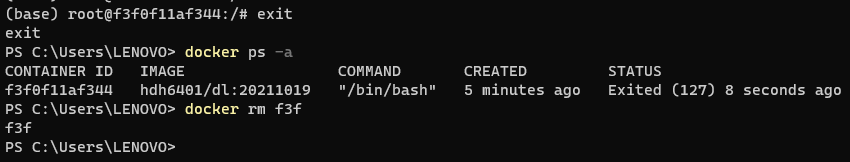 (base) root@f3f0f11af344:/# exit
exit
PS C:\Users\LENOVO> docker ps -a
CONTAINER ID   IMAGE                 COMMAND       CREATED         STATUS
f3f0f11af344   hdh6401/dl:20211019   "/bin/bash"   5 minutes ago   Exited (127) 8 seconds ago
PS C:\Users\LENOVO> docker rm f3f
f3f
PS C:\Users\LENOVO>